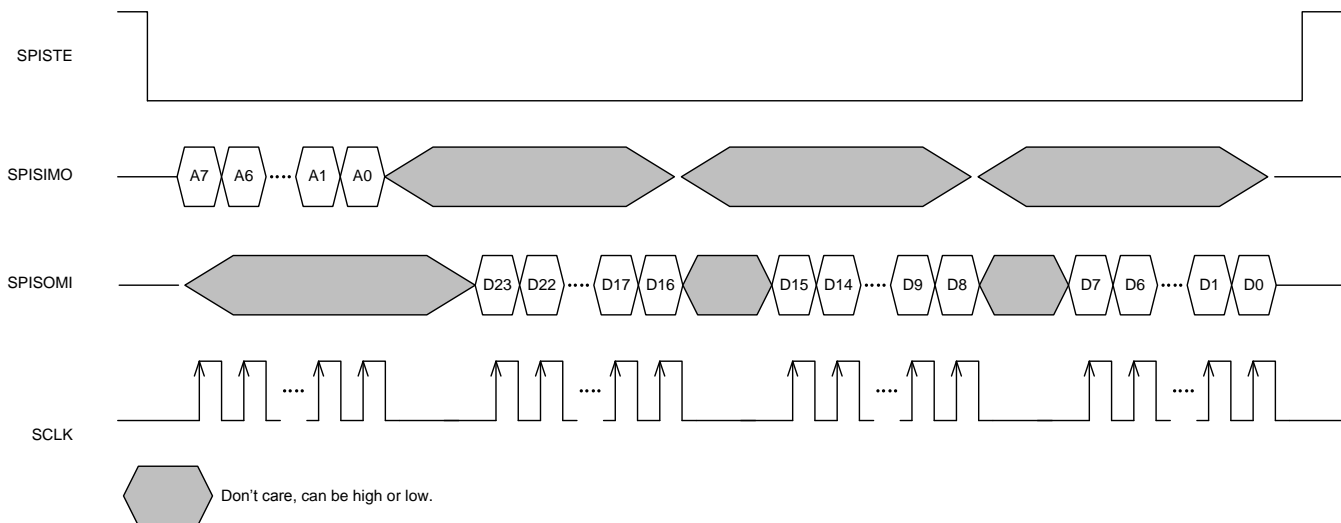 SPISTE
SPISIMO A7 A6 .... A1 A0
SPISOMI D23 D22 .... D17 D16 D15 D14 .... D9 D8 D7 D6 .... D1 D0
SCLK .... .... .... ....
Don't care, can be high or low.